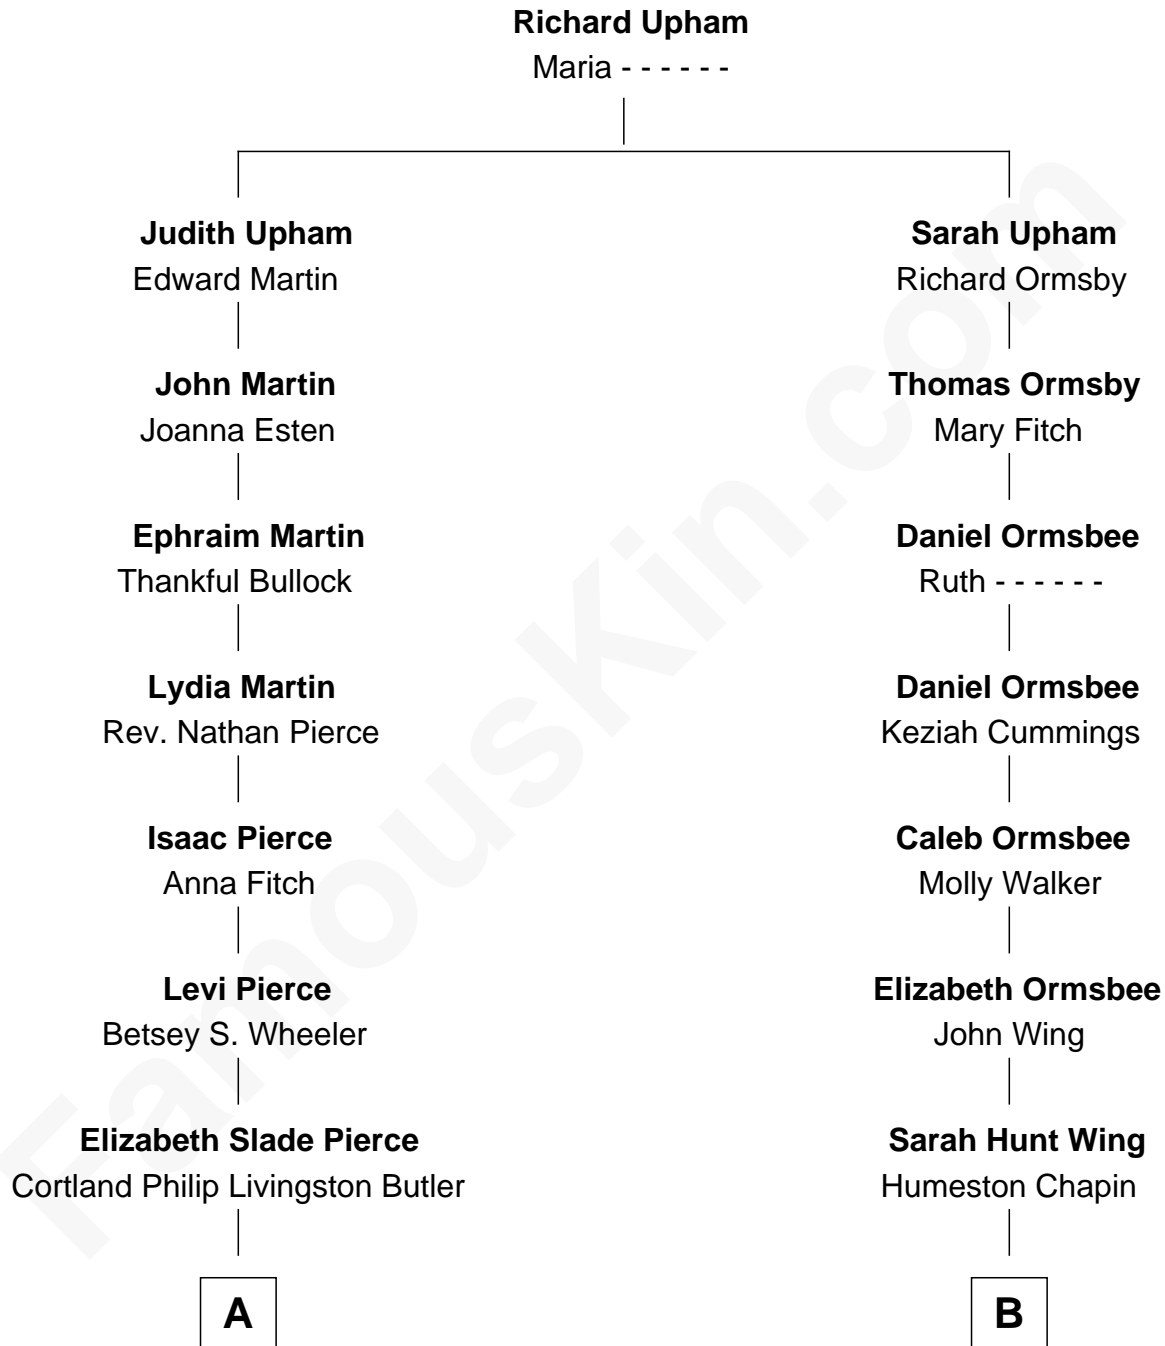 Richard Upham
Maria - - - - - -
Judith Upham
Edward Martin
Sarah Upham
Richard Ormsby
John Martin
Joanna Esten
Thomas Ormsby
Mary Fitch
Ephraim Martin
Thankful Bullock
Daniel Ormsbee
Ruth - - - - - -
Lydia Martin
Rev. Nathan Pierce
Daniel Ormsbee
Keziah Cummings
Isaac Pierce
Anna Fitch
Caleb Ormsbee
Molly Walker
Levi Pierce
Betsey S. Wheeler
Elizabeth Ormsbee
John Wing
Elizabeth Slade Pierce
Cortland Philip Livingston Butler
Sarah Hunt Wing
Humeston Chapin
A
B
FamousKin.com